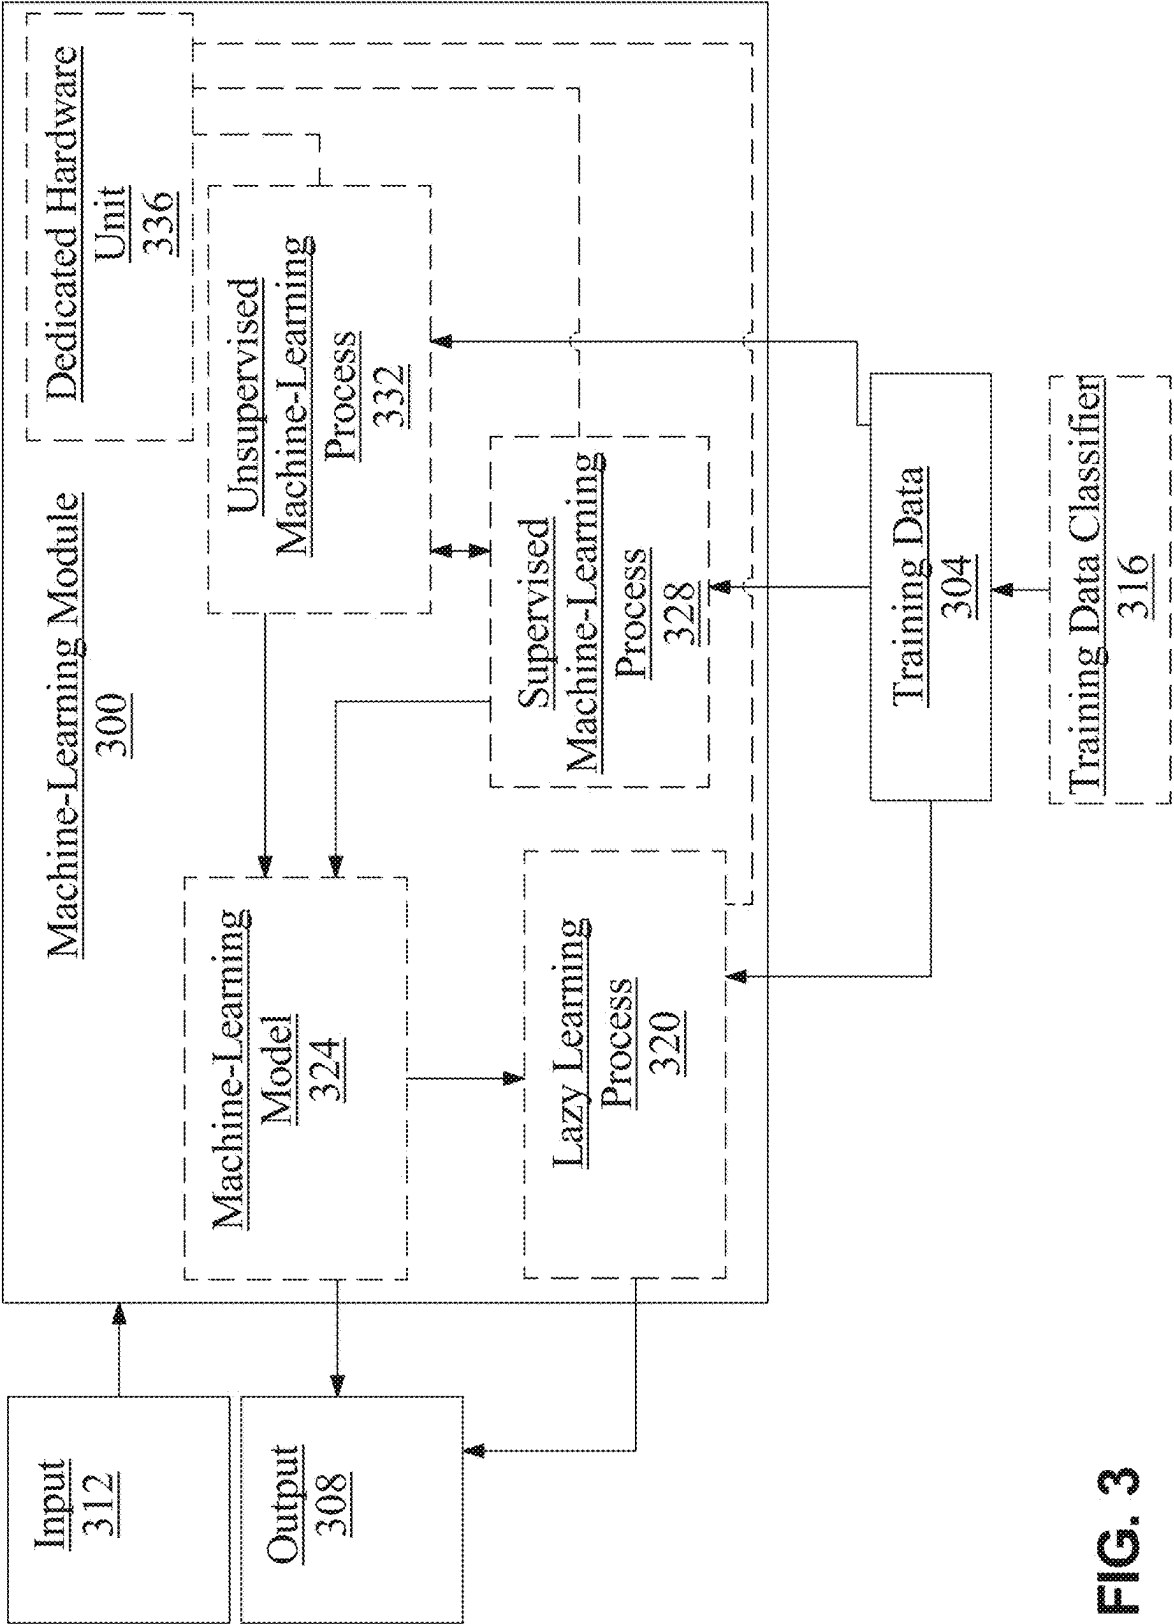 Input
312
Output
308
Machine-Learning Module
300
Dedicated Hardware
Unit
336
Machine-Learning
Model
324
Unsupervised
Machine-Learning
Process
332
Lazy Learning
Process
320
Supervised
Machine-Learning
Process
328
Training Data
304
Training Data Classifier
316
FIG. 3